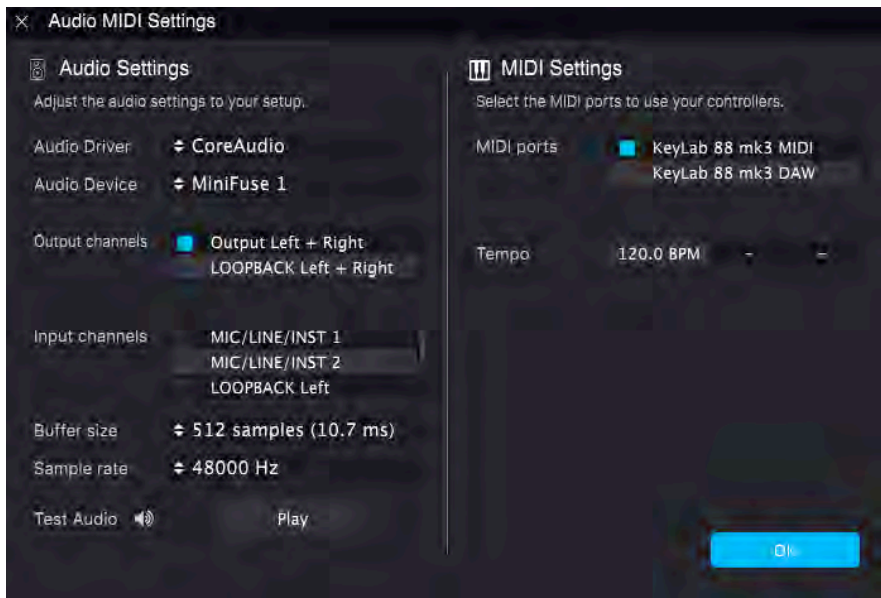 Audio MIDI Settings
Audio Settings
Adjust the audio settings to your setup.
Audio Driver CoreAudio
Audio Device MiniFuse 1
Output channels Output Left + Right
LOOPBACK Left + Right
Input channels MIC/LINE/INST 1
MIC/LINE/INST 2
LOOPBACK Left
Buffer size 512 samples (10.7 ms)
Sample rate 48000 Hz
Test Audio Play
MIDI Settings
Select the MIDI ports to use your controllers.
MIDI ports KeyLab 88 mk3 MIDI
KeyLab 88 mk3 DAW
Tempo 120.0 BPM - -
OK